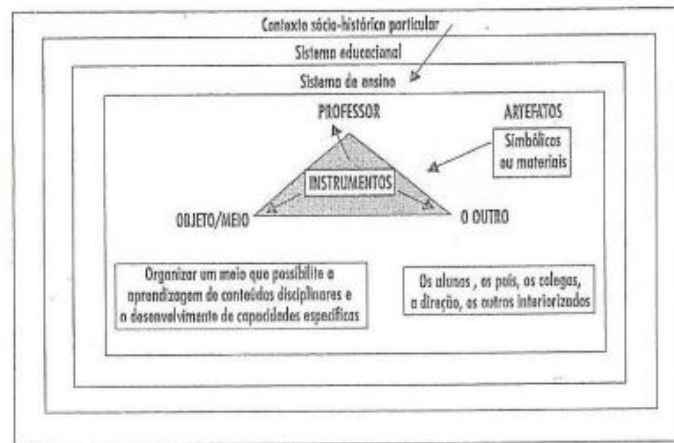 Contexto sócio-histórico particular
Sistema educacional
Sistema de ensino
PROFESSOR
ARTEFATOS
Simbólicos
ou materiais
INSTRUMENTOS
OBJETO/MEIO
O OUTRO
Organizar um meio que possibilite a
aprendizagem de conteúdos disciplinares e
o desenvolvimento de capacidades específicas
Os alunos , os pais, os colegas,
a direção, os outros interiorizados